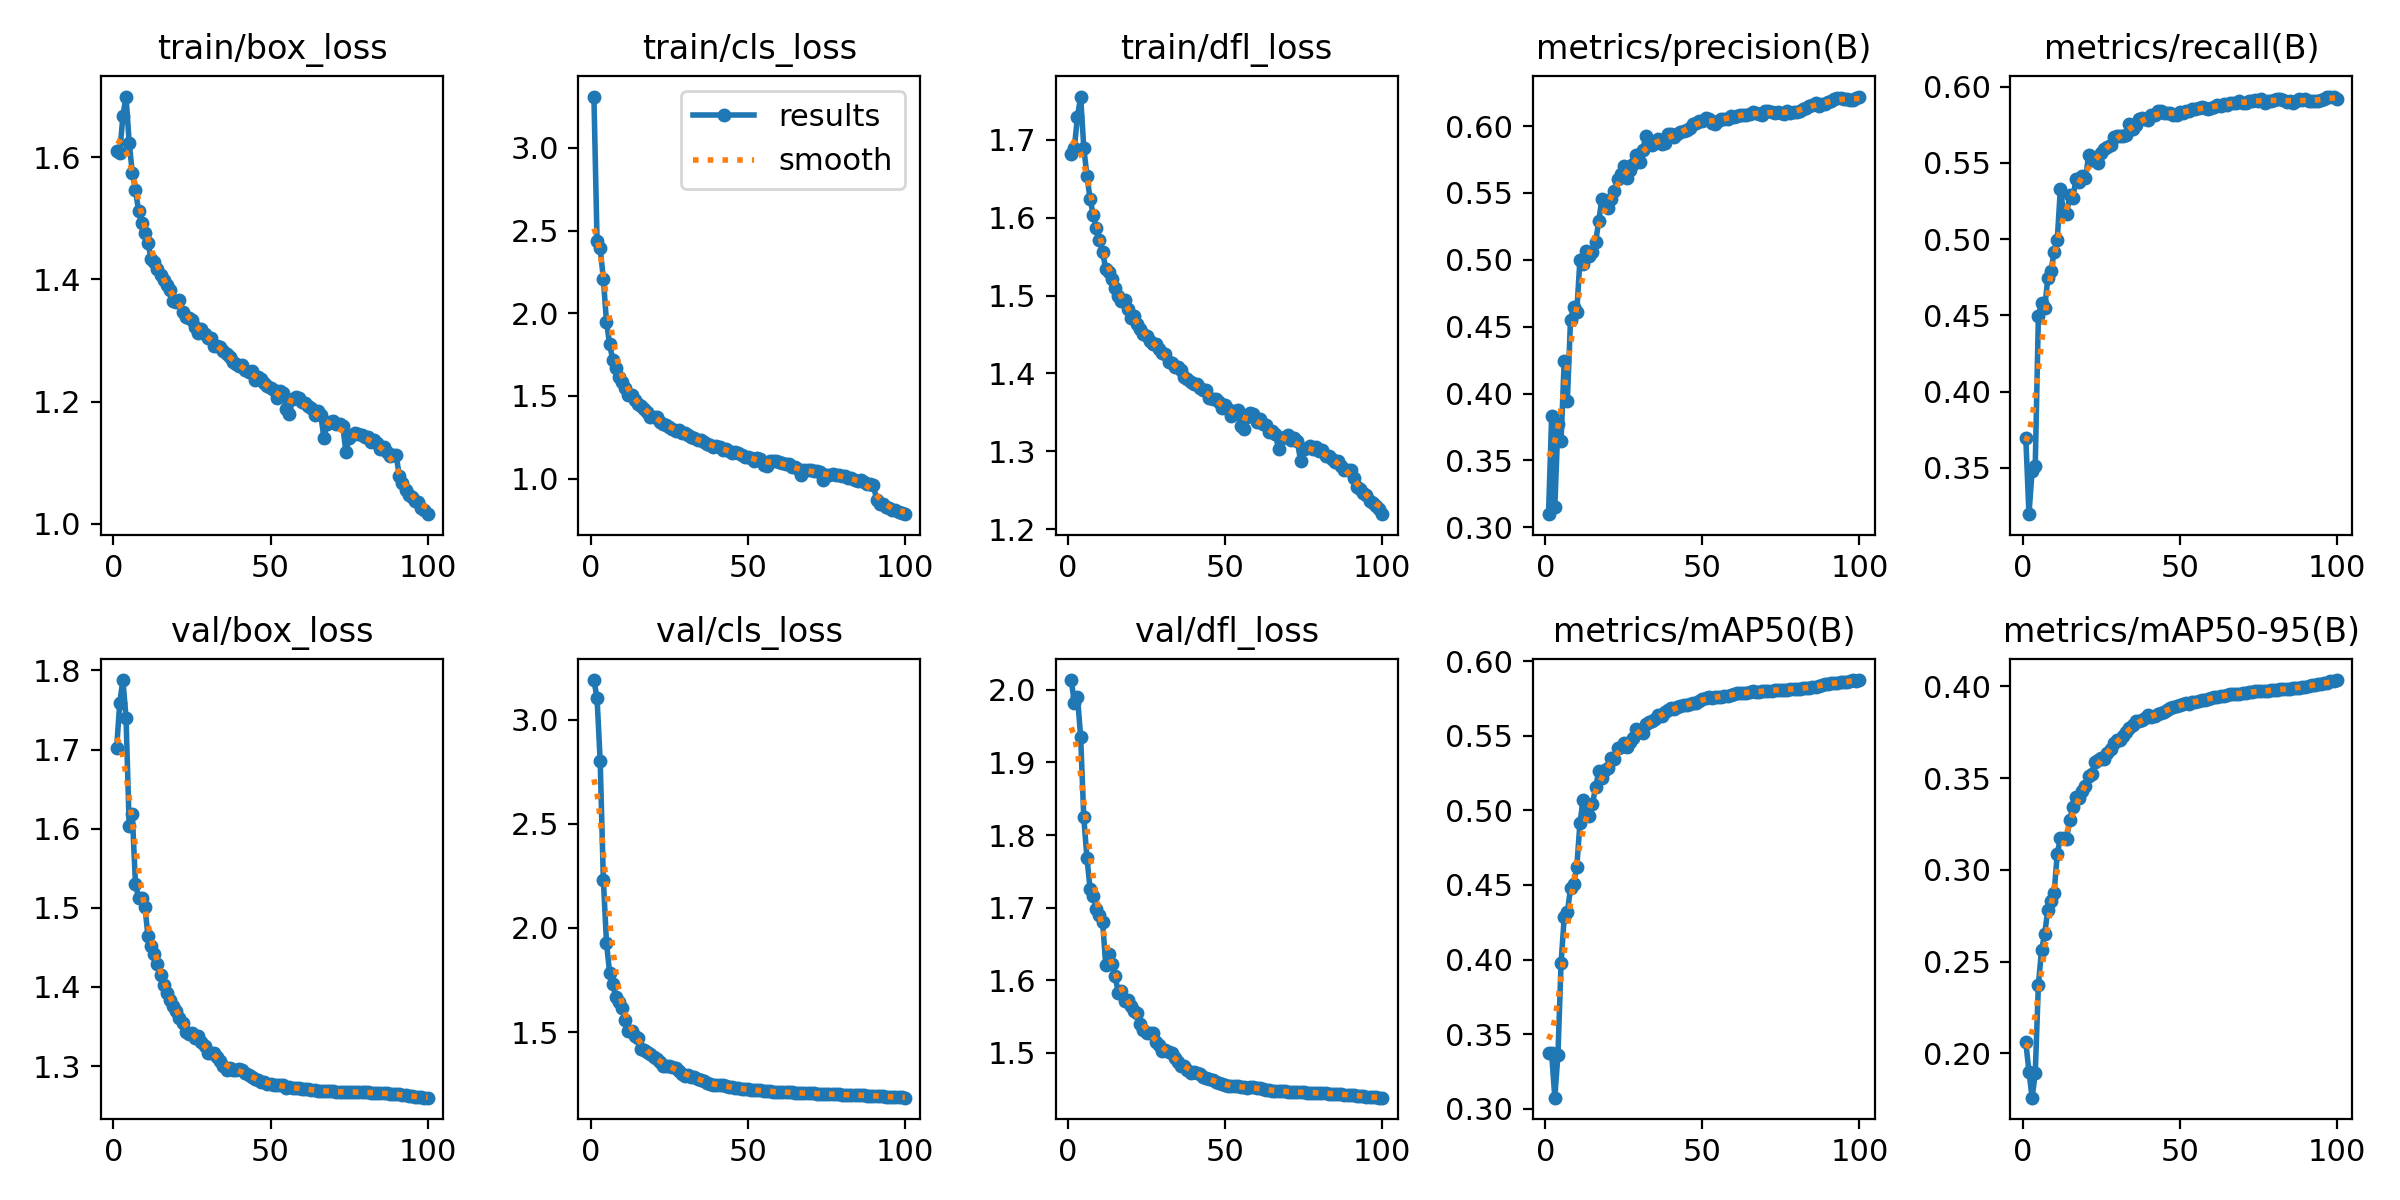 train/box_loss
1.6
1.4
1.2
1.0
0 50 100
train/cls_loss
results
smooth
3.0
2.5
2.0
1.5
1.0
0 50 100
train/dfl_loss
1.7
1.6
1.5
1.4
1.3
1.2
0 50 100
metrics/precision(B)
0.60
0.55
0.50
0.45
0.40
0.35
0.30
0 50 100
metrics/recall(B)
0.60
0.55
0.50
0.45
0.40
0.35
0 50 100
val/box_loss
1.8
1.7
1.6
1.5
1.4
1.3
0 50 100
val/cls_loss
3.0
2.5
2.0
1.5
0 50 100
val/dfl_loss
2.0
1.9
1.8
1.7
1.6
1.5
0 50 100
metrics/mAP50(B)
0.60
0.55
0.50
0.45
0.40
0.35
0.30
0 50 100
metrics/mAP50-95(B)
0.40
0.35
0.30
0.25
0.20
0 50 100